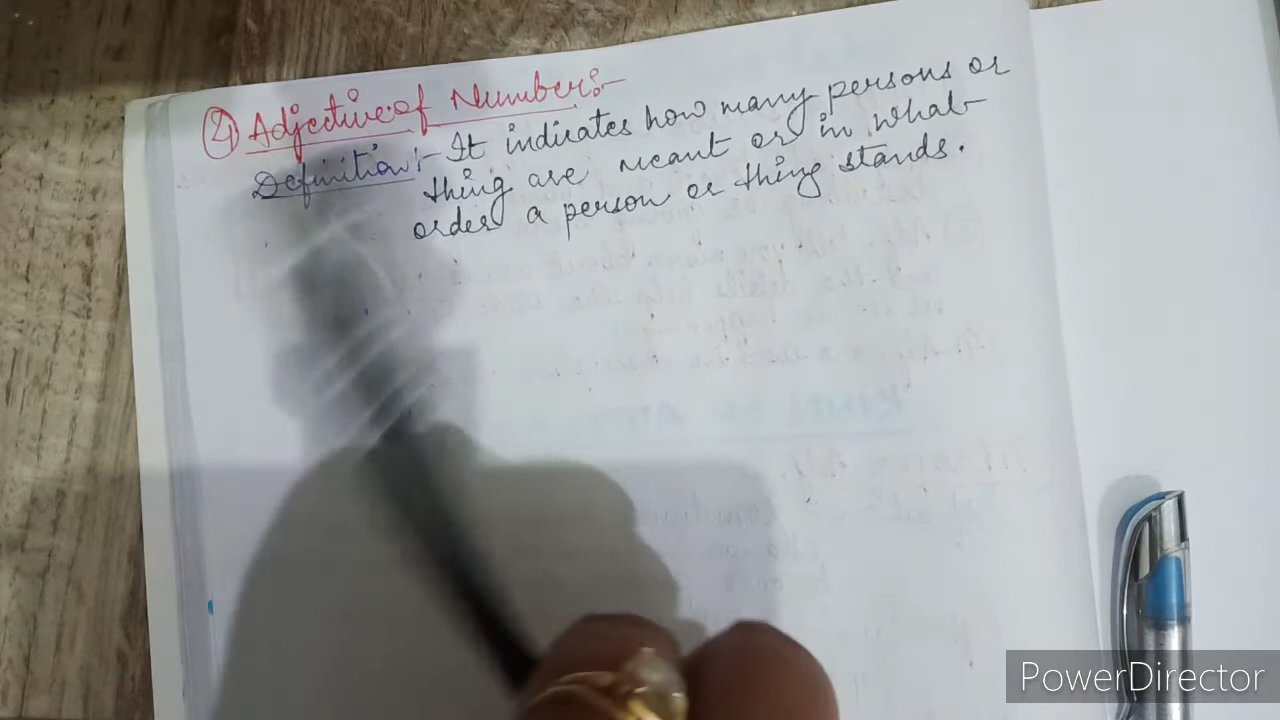 4 Adjective of Number:-
Definition:- It indicates how many persons or
thing are meant or in what
order a person or thing stands.
PowerDirector